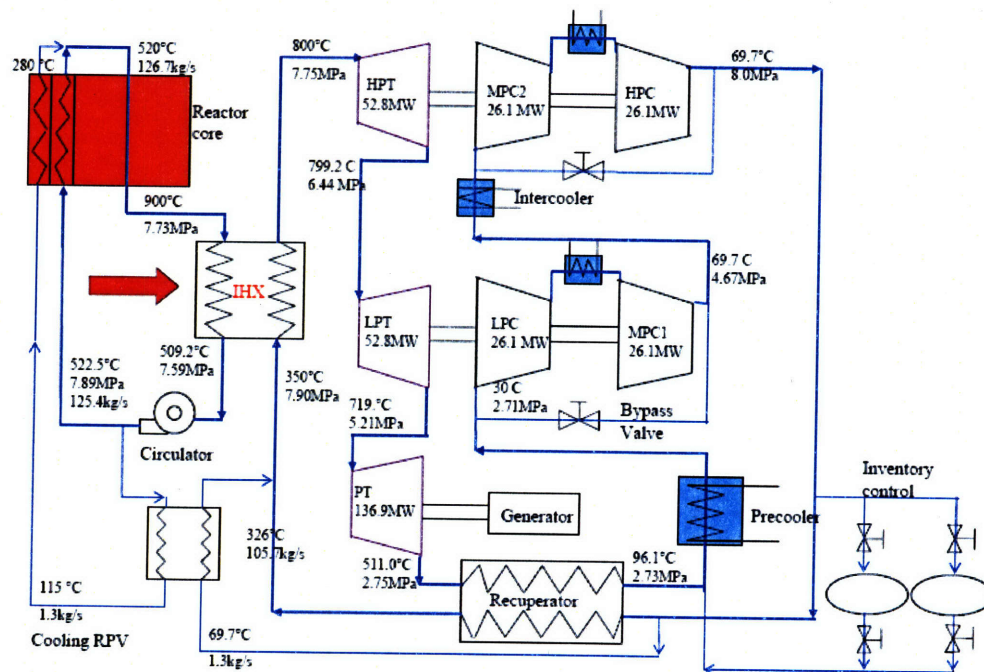 280 °C
520°C
126.7kg/s
Reactor
core
900°C
7.73MPa
IHX
800°C
7.75MPa
HPT
52.8MW
MPC2
26.1 MW
HPC
26.1MW
69.7°C
8.0MPa
799.2 C
6.44 MPa
Intercooler
69.7 C
4.67MPa
LPT
52.8MW
LPC
26.1 MW
MPC1
26.1MW
509.2°C
7.59MPa
522.5°C
7.89MPa
125.4kg/s
Circulator
350°C
7.90MPa
30 C
2.71MPa
Bypass
Valve
719.°C
5.21MPa
PT
136.9MW
Generator
Precooler
Inventory
control
326°C
105.7kg/s
511.0°C
2.75MPa
96.1°C
2.73MPa
Recuperator
115 °C
1.3kg/s
Cooling RPV
69.7°C
1.3kg/s